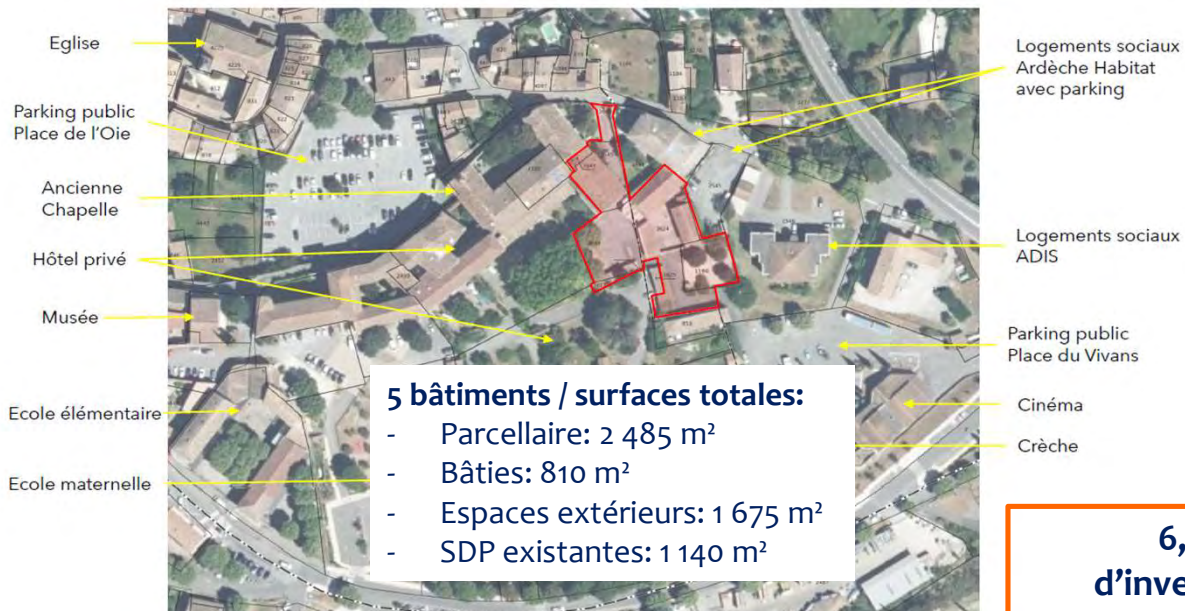 Eglise
Parking public
Place de l'Oie
Ancienne
Chapelle
Hôtel privé
Musée
Ecole élémentaire
Ecole maternelle
Logements sociaux
Ardèche Habitat
avec parking
Logements sociaux
ADIS
Parking public
Place du Vivans
Cinéma
Crèche
5 bâtiments / surfaces totales:
- Parcellaire: 2 485 m²
- Bâties: 810 m²
- Espaces extérieurs: 1 675 m²
- SDP existantes: 1 140 m²
6,
d'inve